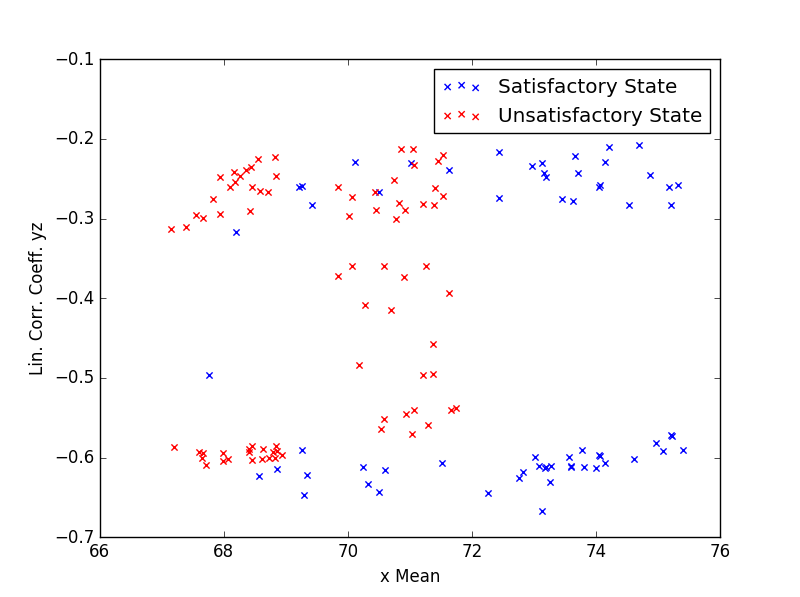 −0.1
Satisfactory State
Unsatisfactory State
−0.2
−0.3
−0.4
−0.5
−0.6
−0.7
Lin. Corr. Coeff. yz
66 68 70 72 74 76
x Mean